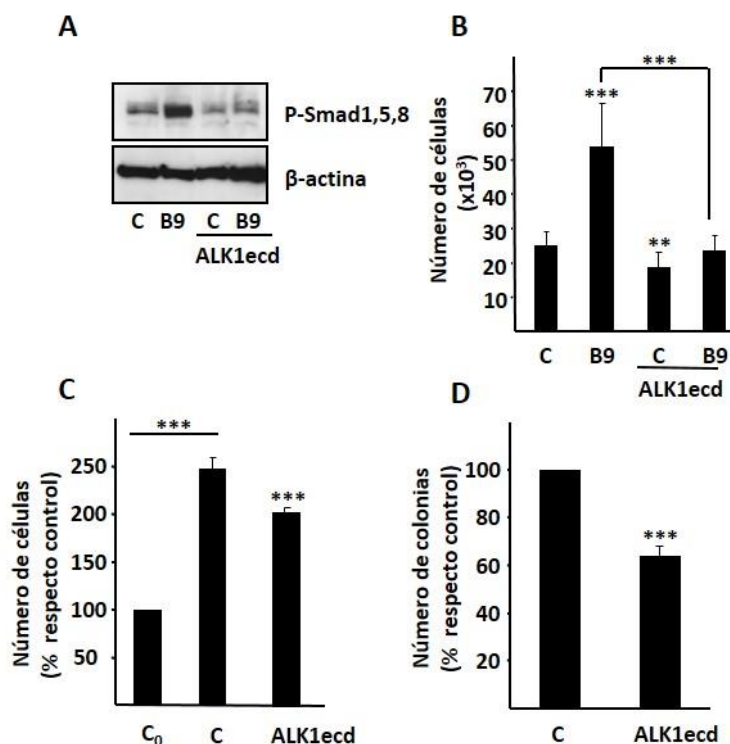 A
P-Smad1,5,8
β-actina
C B9 C B9
ALK1ecd
B
Número de células
(x10³)
70
60
50
40
30
20
10
***
***
**
C B9 C B9
ALK1ecd
C
Número de células
(% respecto control)
250
200
150
100
50
***
***
C₀ C ALK1ecd
D
Número de colonias
(% respecto control)
100
80
60
40
20
***
C ALK1ecd